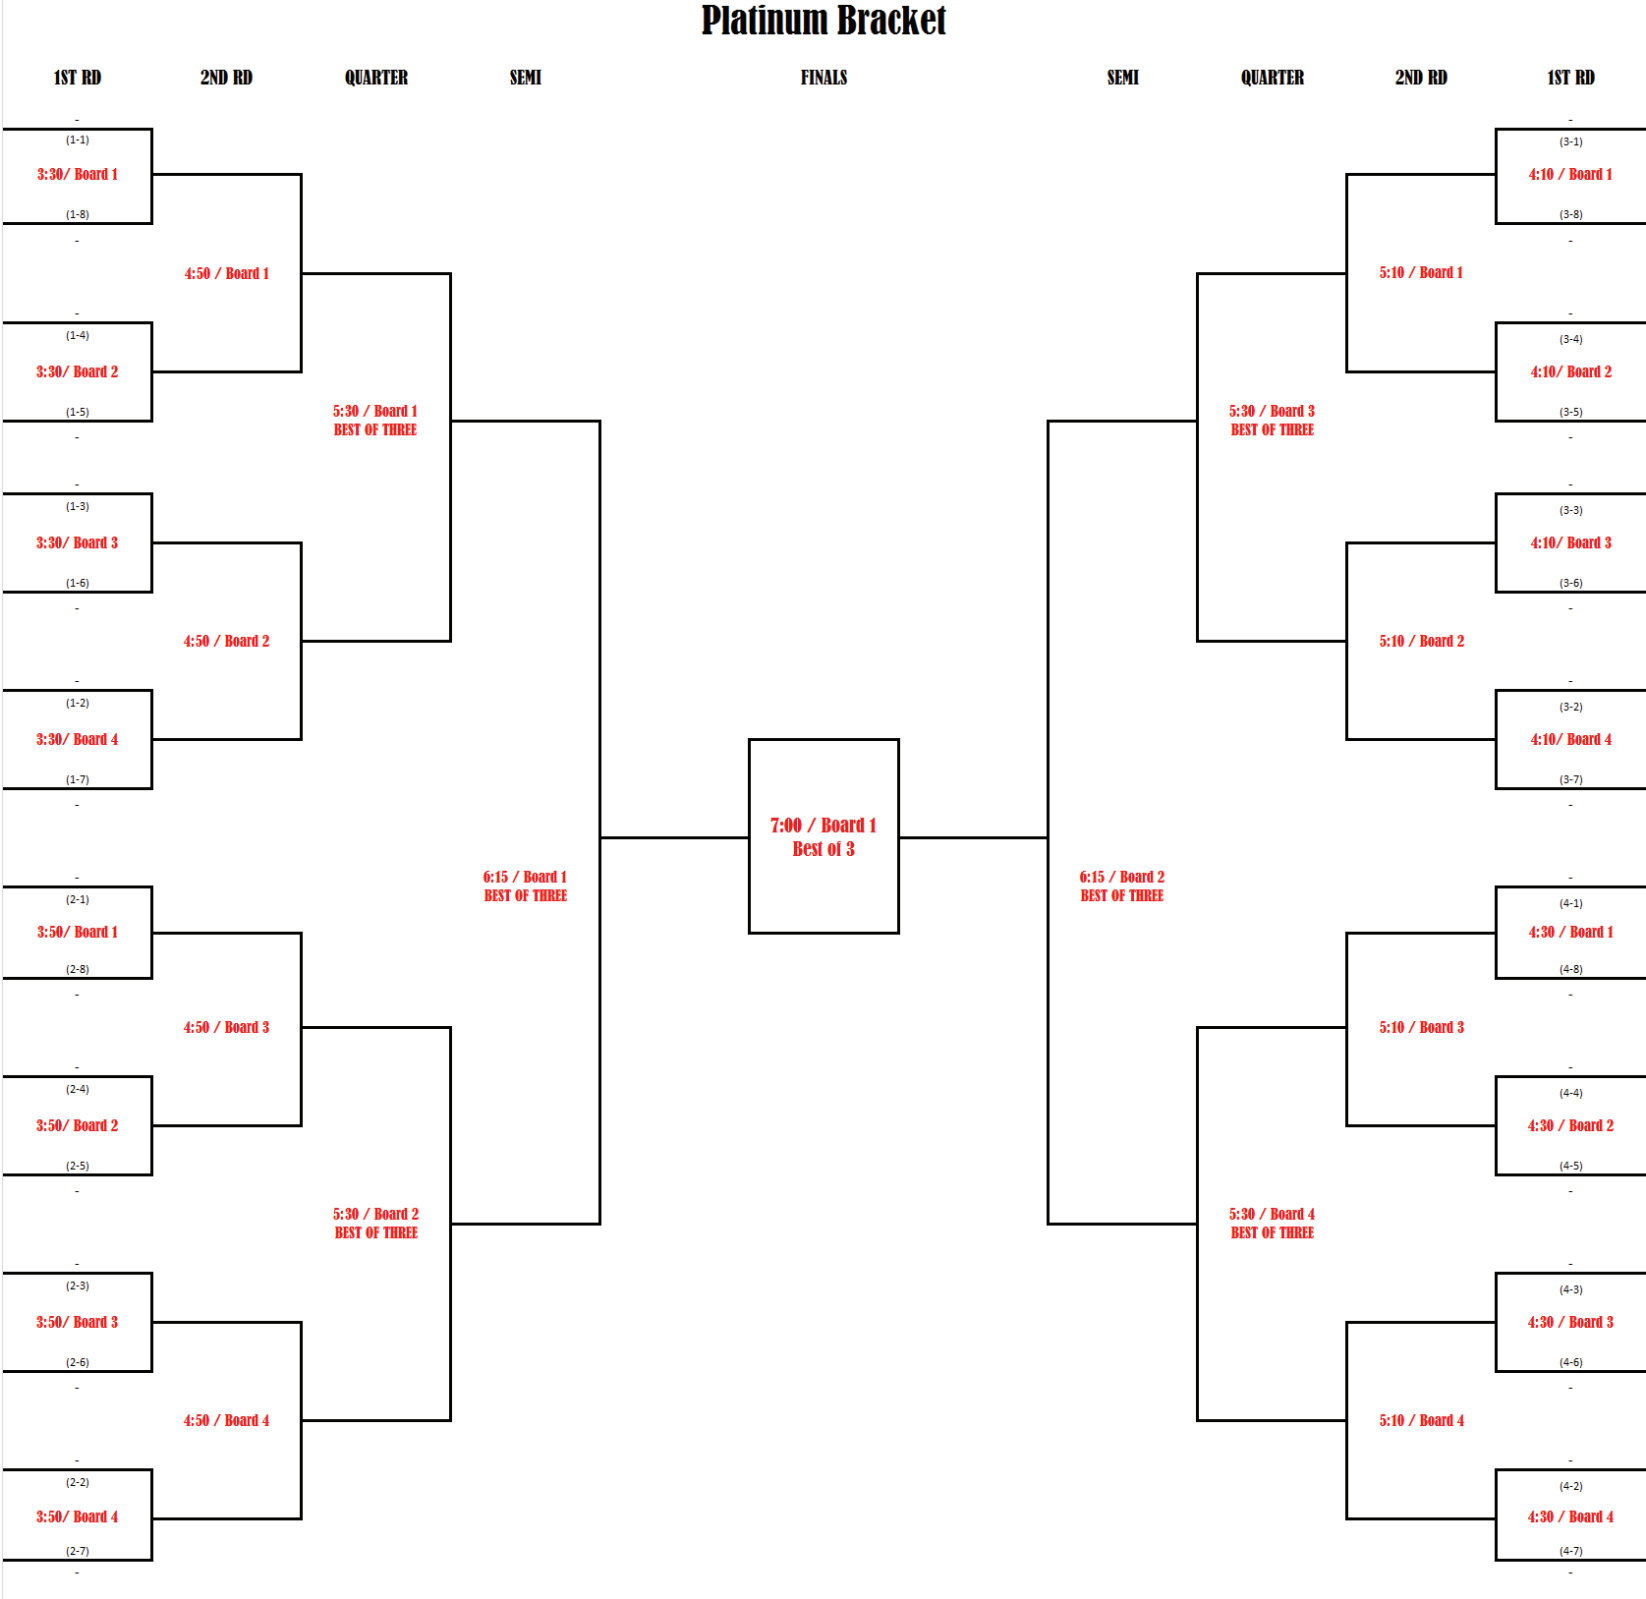 Platinum Bracket
1ST RD 2ND RD QUARTER SEMI FINALS SEMI QUARTER 2ND RD 1ST RD
-
(1-1)
3:30/ Board 1
(1-8)
-
4:50 / Board 1
-
(1-4)
3:30/ Board 2
(1-5)
-
5:30 / Board 1
BEST OF THREE
-
(1-3)
3:30/ Board 3
(1-6)
-
4:50 / Board 2
-
(1-2)
3:30/ Board 4
(1-7)
-
6:15 / Board 1
BEST OF THREE
-
(2-1)
3:50/ Board 1
(2-8)
-
4:50 / Board 3
-
(2-4)
3:50/ Board 2
(2-5)
-
5:30 / Board 2
BEST OF THREE
-
(2-3)
3:50/ Board 3
(2-6)
-
4:50 / Board 4
-
(2-2)
3:50/ Board 4
(2-7)
-
7:00 / Board 1
Best of 3
-
(3-1)
4:10 / Board 1
(3-8)
-
5:10 / Board 1
-
(3-4)
4:10/ Board 2
(3-5)
-
5:30 / Board 3
BEST OF THREE
-
(3-3)
4:10/ Board 3
(3-6)
-
5:10 / Board 2
-
(3-2)
4:10/ Board 4
(3-7)
-
6:15 / Board 2
BEST OF THREE
-
(4-1)
4:30 / Board 1
(4-8)
-
5:10 / Board 3
-
(4-4)
4:30 / Board 2
(4-5)
-
5:30 / Board 4
BEST OF THREE
-
(4-3)
4:30 / Board 3
(4-6)
-
5:10 / Board 4
-
(4-2)
4:30 / Board 4
(4-7)
-